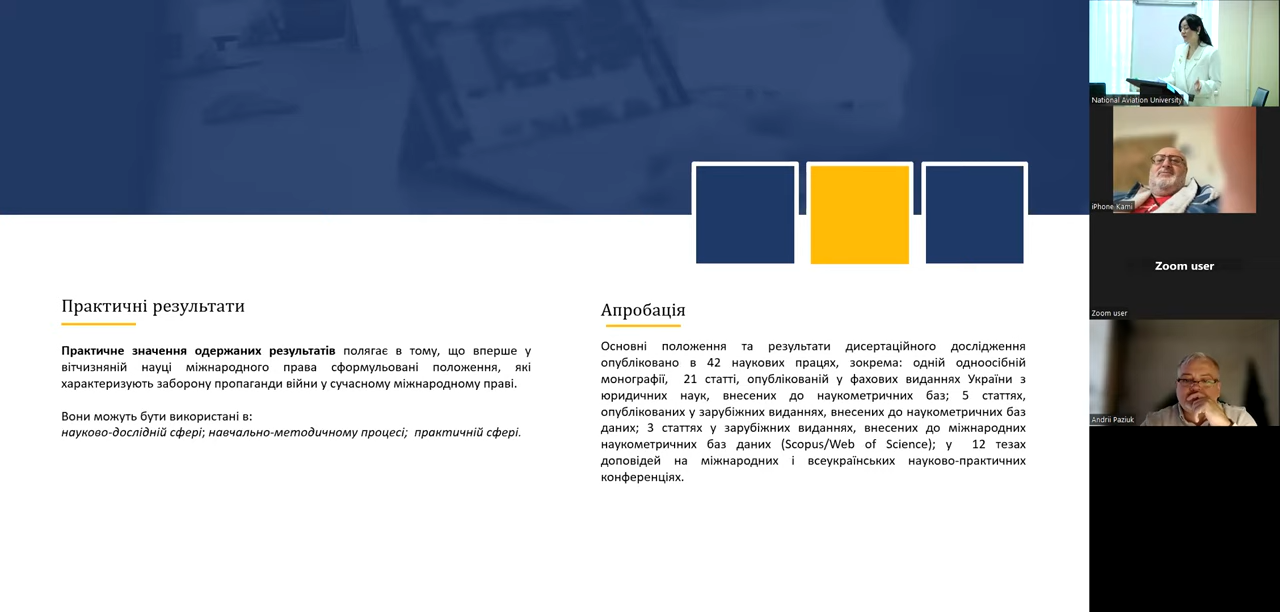 Практичні результати
Практичне значення одержаних результатів полягає в тому, що вперше у
вітчизняній науці міжнародного права сформульовані положення, які
характеризують заборону пропаганди війни у сучасному міжнародному праві.
Вони можуть бути використані в:
науково-дослідній сфері; навчально-методичному процесі; практичній сфері.
Апробація
Основні положення та результати дисертаційного дослідження
опубліковано в 42 наукових працях, зокрема: одній одноосібній
монографії, 21 статті, опублікованій у фахових виданнях України з
юридичних наук, внесених до наукометричних баз; 5 статтях,
опублікованих у зарубіжних виданнях, внесених до наукометричних баз
даних; 3 статтях у зарубіжних виданнях, внесених до міжнародних
наукометричних баз даних (Scopus/Web of Science); у 12 тезах
доповідей на міжнародних і всеукраїнських науково-практичних
конференціях.
National Aviation University
iPhone Kami
Zoom user
Zoom user
Andrii Paziuk